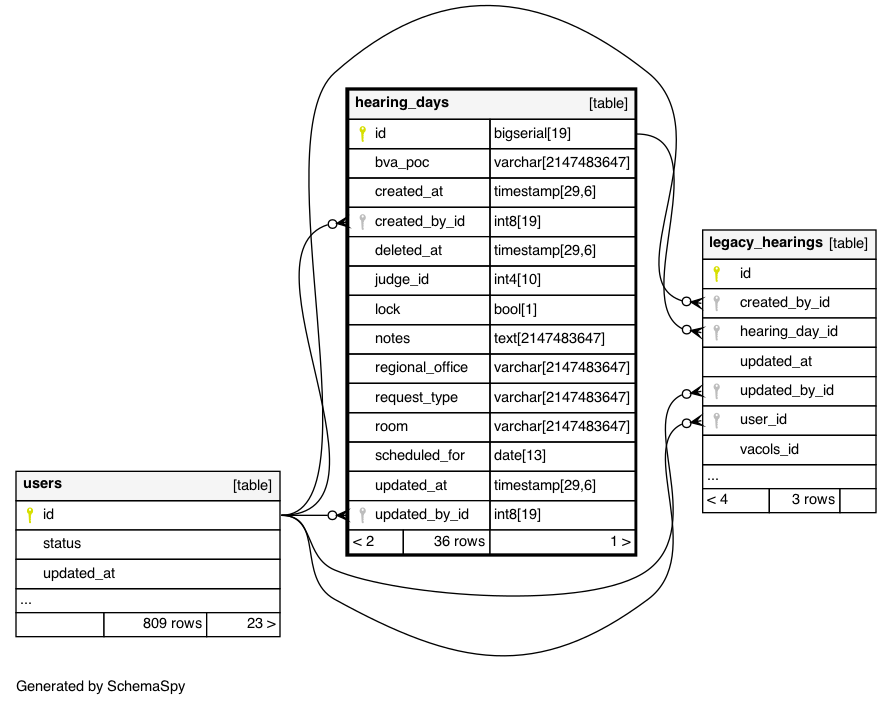 hearing_days [table]
id bigserial[19]
bva_poc varchar[2147483647]
created_at timestamp[29,6]
created_by_id int8[19]
deleted_at timestamp[29,6]
judge_id int4[10]
lock bool[1]
notes text[2147483647]
regional_office varchar[2147483647]
request_type varchar[2147483647]
room varchar[2147483647]
scheduled_for date[13]
updated_at timestamp[29,6]
updated_by_id int8[19]
< 2 36 rows 1 >
legacy_hearings [table]
id
created_by_id
hearing_day_id
updated_at
updated_by_id
user_id
vacols_id
...
< 4 3 rows
users [table]
id
status
updated_at
...
809 rows 23 >
Generated by SchemaSpy